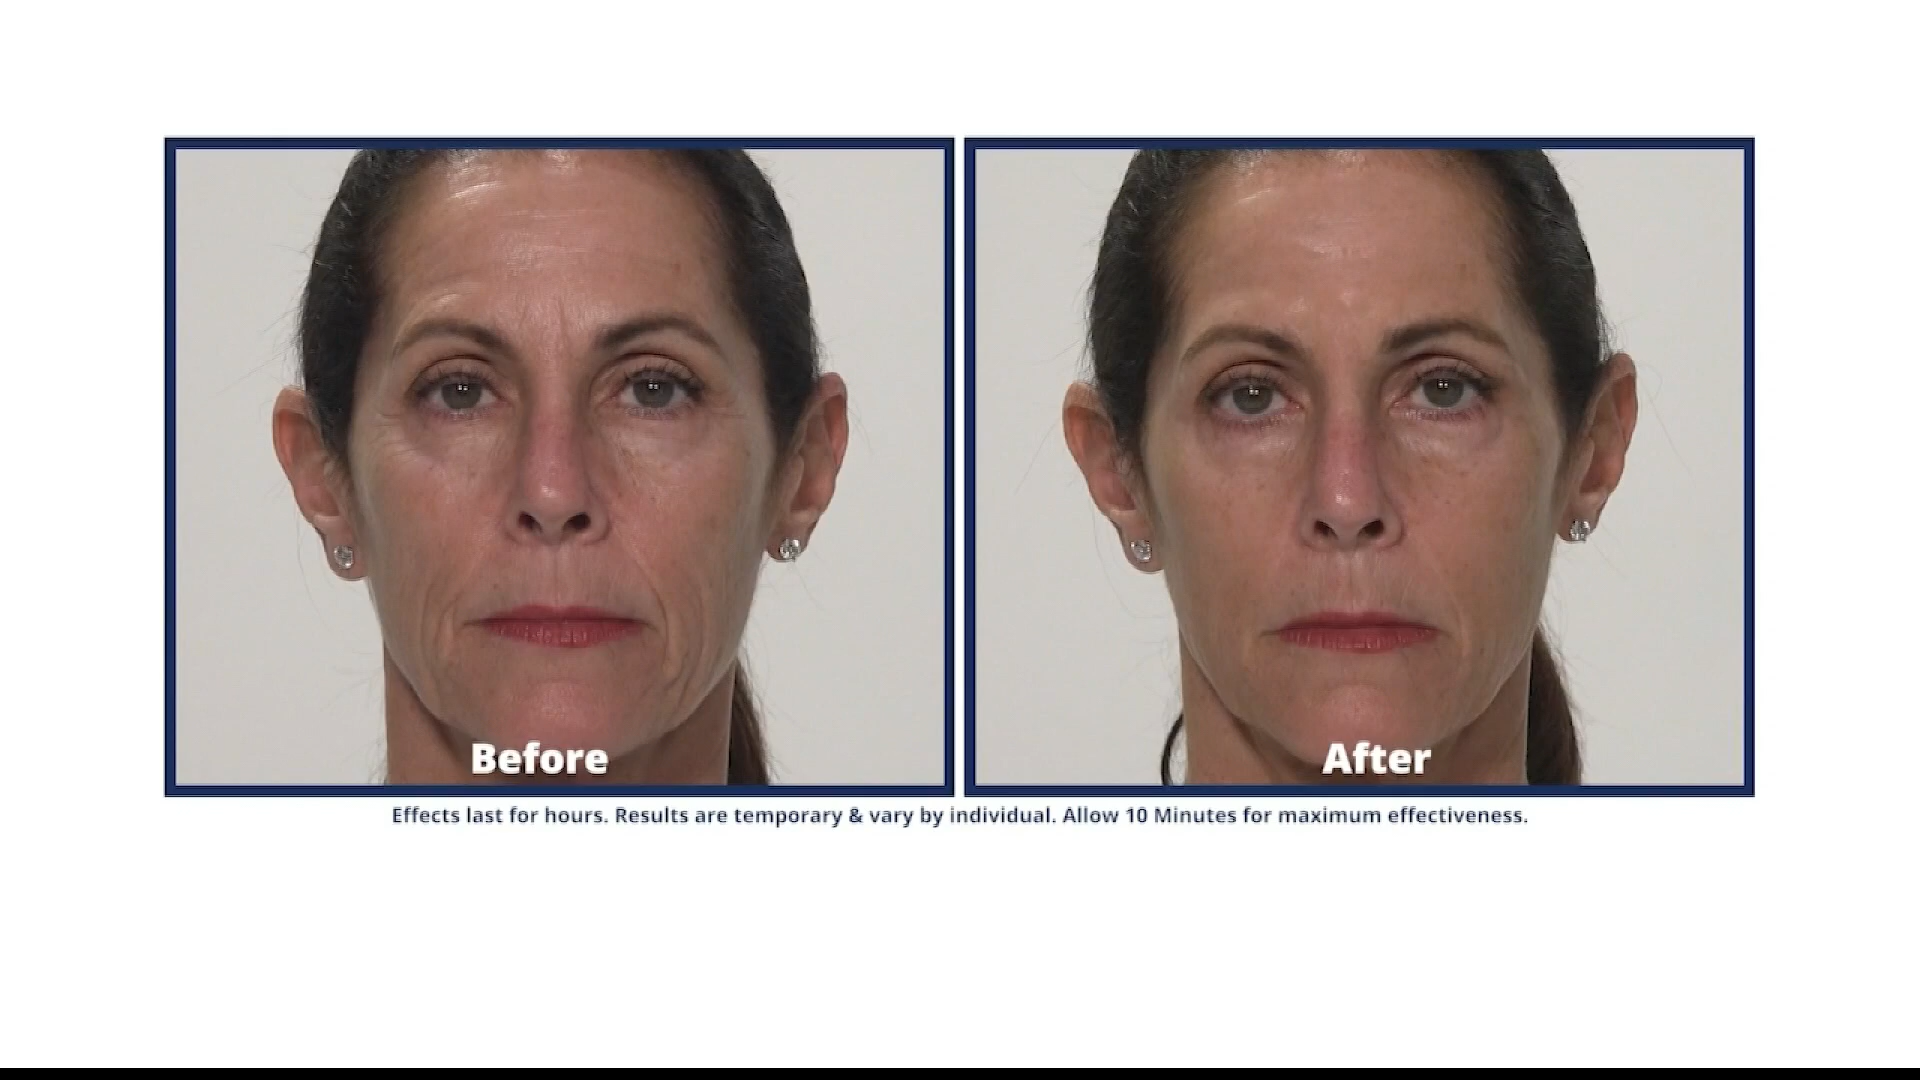 Before
After
Effects last for hours. Results are temporary & vary by individual. Allow 10 Minutes for maximum effectiveness.